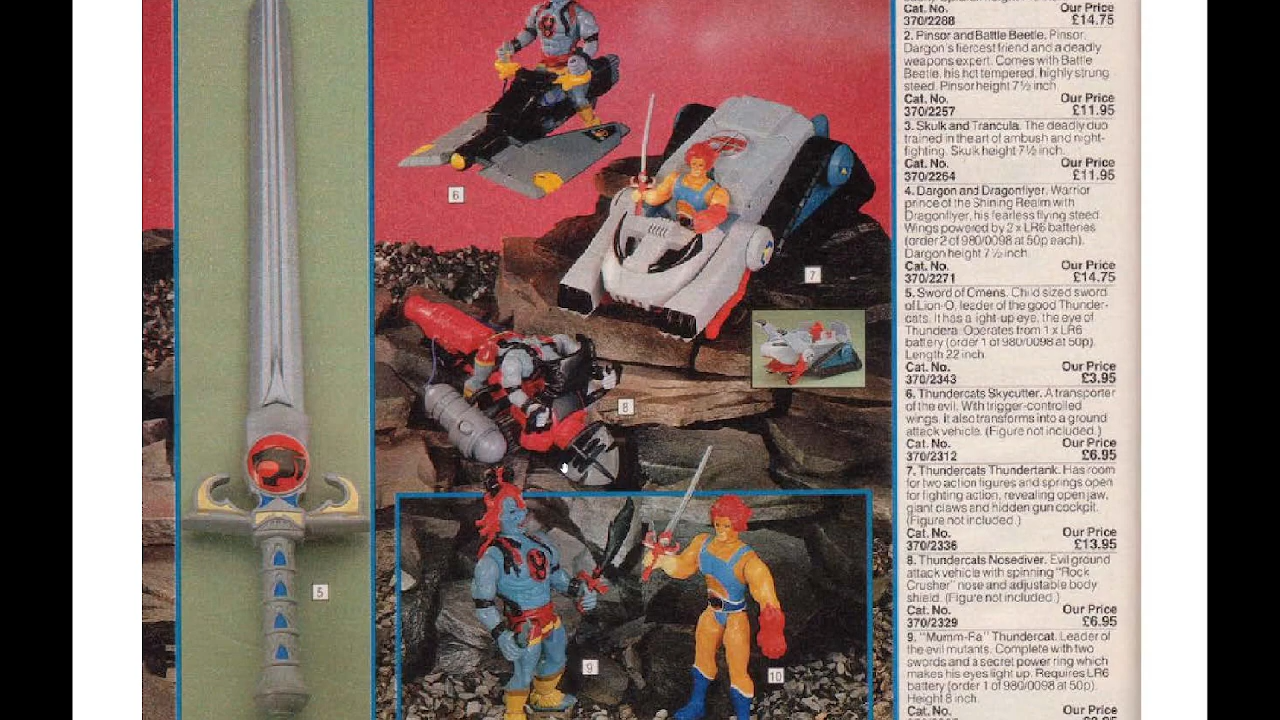 Cat. No. Our Price
370/2288 £14.75
2. Pinsor and Battle Beetle. Pinsor,
Dargon's fiercest friend and a deadly
weapons expert. Comes with Battle
Beetle, his hot tempered, highly strung
steed. Pinsor height 7½ inch.
Cat. No. Our Price
370/2257 £11.95
3. Skulk and Trancula. The deadly duo
trained in the art of ambush and night-
fighting. Skulk height 7½ inch.
Cat. No. Our Price
370/2264 £11.95
4. Dargon and Dragonflyer. Warrior
prince of the Shining Realm with
Dragonflyer, his fearless flying steed.
Wings powered by 2 x LR6 batteries
(order 2 of 980/0098 at 50p each).
Dargon height 7½ inch.
Cat. No. Our Price
370/2271 £14.75
5. Sword of Omens. Child sized sword
of Lion-O, leader of the good Thunder-
cats. It has a light-up eye, the eye of
Thundera. Operates from 1 x LR6
battery (order 1 of 980/0098 at 50p).
Length 22 inch.
Cat. No. Our Price
370/2343 £3.95
6. Thundercats Skycutter. A transporter
of the evil. With trigger-controlled
wings, it also transforms into a ground
attack vehicle. (Figure not included.)
Cat. No. Our Price
370/2312 £6.95
7. Thundercats Thundertank. Has room
for two action figures and springs open
for fighting action, revealing open jaw,
giant claws and hidden gun cockpit.
(Figure not included.)
Cat. No. Our Price
370/2336 £13.95
8. Thundercats Nosediver. Evil ground
attack vehicle with spinning "Rock
Crusher" nose and adjustable body
shield. (Figure not included.)
Cat. No. Our Price
370/2329 £6.95
9. "Mumm-Ra" Thundercat. Leader of
the evil mutants. Complete with two
swords and a secret power ring which
makes his eyes light up. Requires LR6
battery (order 1 of 980/0098 at 50p).
Height 8 inch.
Cat. No. Our Price
6
7
8
5
9
10